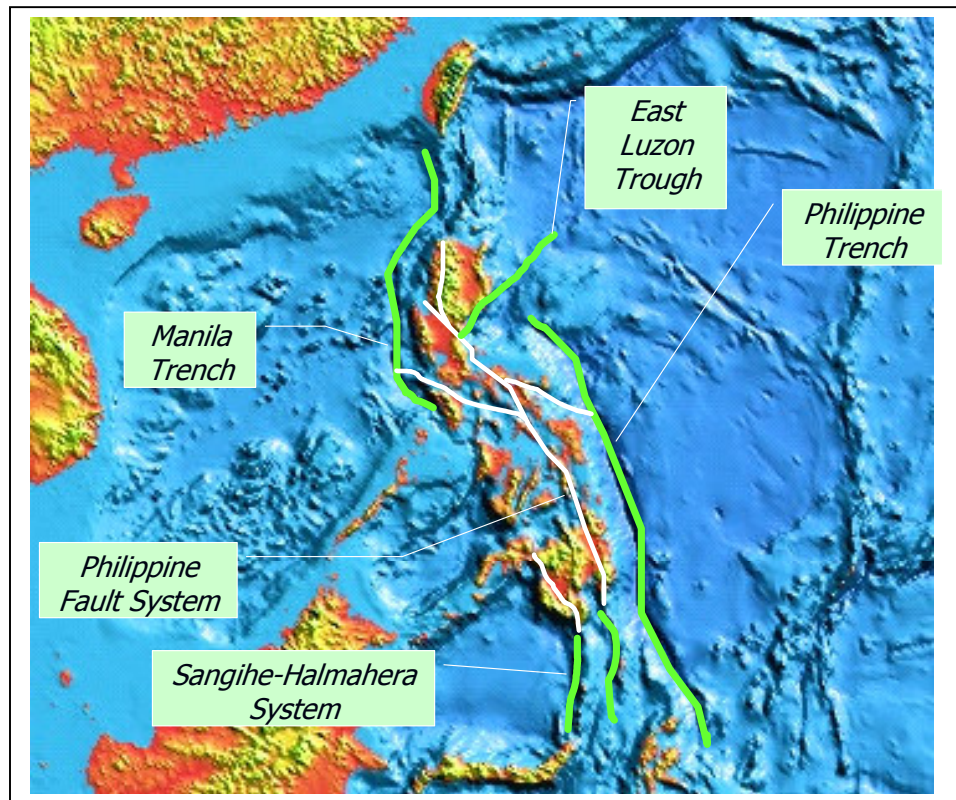 East
Luzon
Trough
Philippine
Trench
Manila
Trench
Philippine
Fault System
Sangihe-Halmahera
System